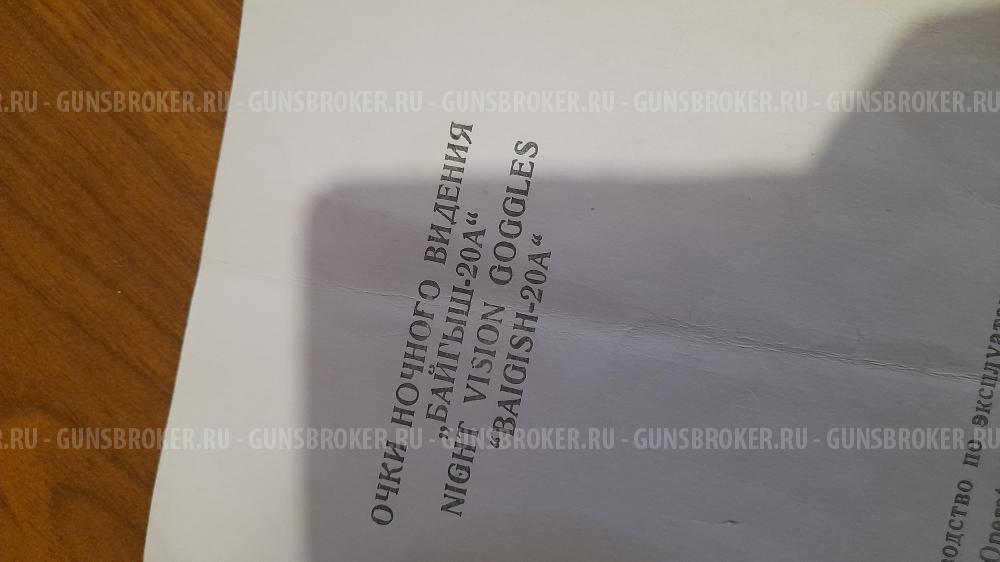 ОЧКИ НОЧНОГО ВИДЕНИЯ
„БАЙГЫШ-20А“
NIGHT VISION GOGGLES
“BAIGISH-20A“
по
GUNSBROKER.RU - GUNSBROKER.RU - GUNSBROKER.RU - GUNSBROKER.RU - GUNSBROKER.RU
GUNSBROKER.RU - GUNSBROKER.RU - GUNSBROKER.RU - GUNSBROKER.RU - GUNSBROKER.RU